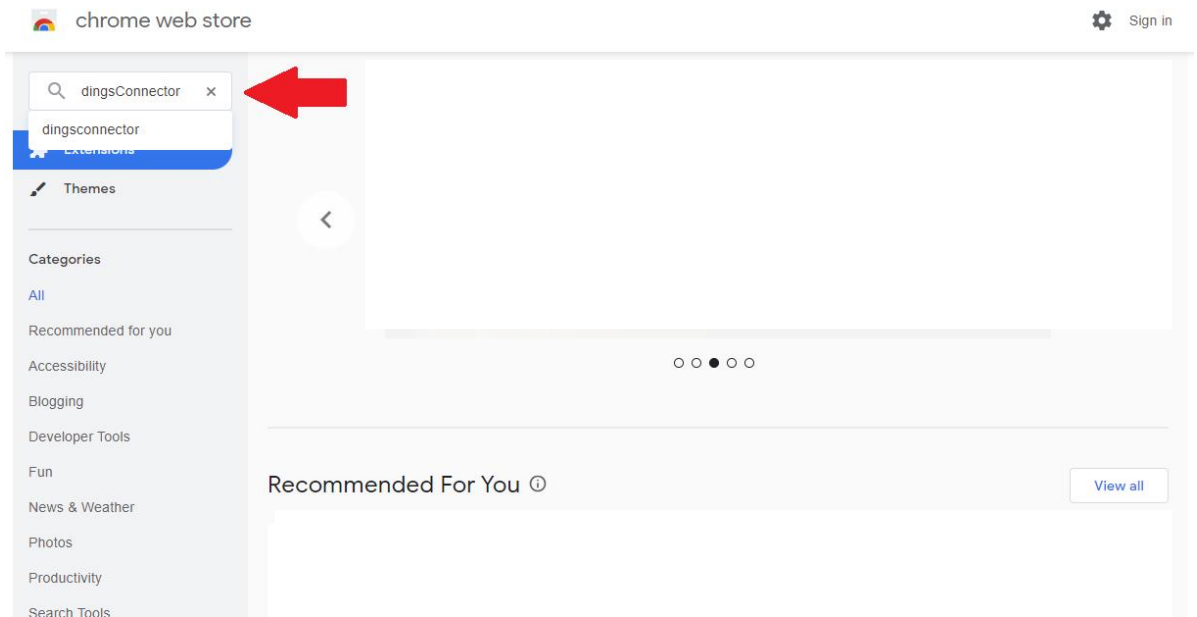 chrome web store
Sign in
dingsConnector
dingsconnector
Extensions
Themes
Categories
All
Recommended for you
Accessibility
Blogging
Developer Tools
Fun
News & Weather
Photos
Productivity
Search Tools
Recommended For You
View all